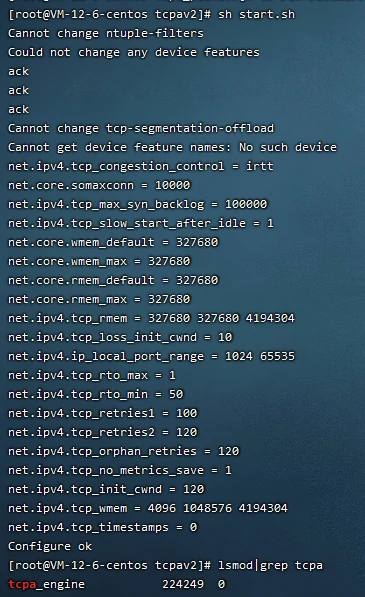 [root@VM-12-6-centos tcpav2]# sh start.sh
Cannot change ntuple-filters
Could not change any device features
ack
ack
ack
Cannot change tcp-segmentation-offload
Cannot get device feature names: No such device
net.ipv4.tcp_congestion_control = irtt
net.core.somaxconn = 10000
net.ipv4.tcp_max_syn_backlog = 100000
net.ipv4.tcp_slow_start_after_idle = 1
net.core.wmem_default = 327680
net.core.wmem_max = 327680
net.core.rmem_default = 327680
net.core.rmem_max = 327680
net.ipv4.tcp_rmem = 327680 327680 4194304
net.ipv4.tcp_loss_init_cwnd = 10
net.ipv4.ip_local_port_range = 1024 65535
net.ipv4.tcp_rto_max = 1
net.ipv4.tcp_rto_min = 50
net.ipv4.tcp_retries1 = 100
net.ipv4.tcp_retries2 = 120
net.ipv4.tcp_orphan_retries = 120
net.ipv4.tcp_no_metrics_save = 1
net.ipv4.tcp_init_cwnd = 120
net.ipv4.tcp_wmem = 4096 1048576 4194304
net.ipv4.tcp_timestamps = 0
Configure ok
[root@VM-12-6-centos tcpav2]# lsmod|grep tcpa
tcpa_engine 224249 0